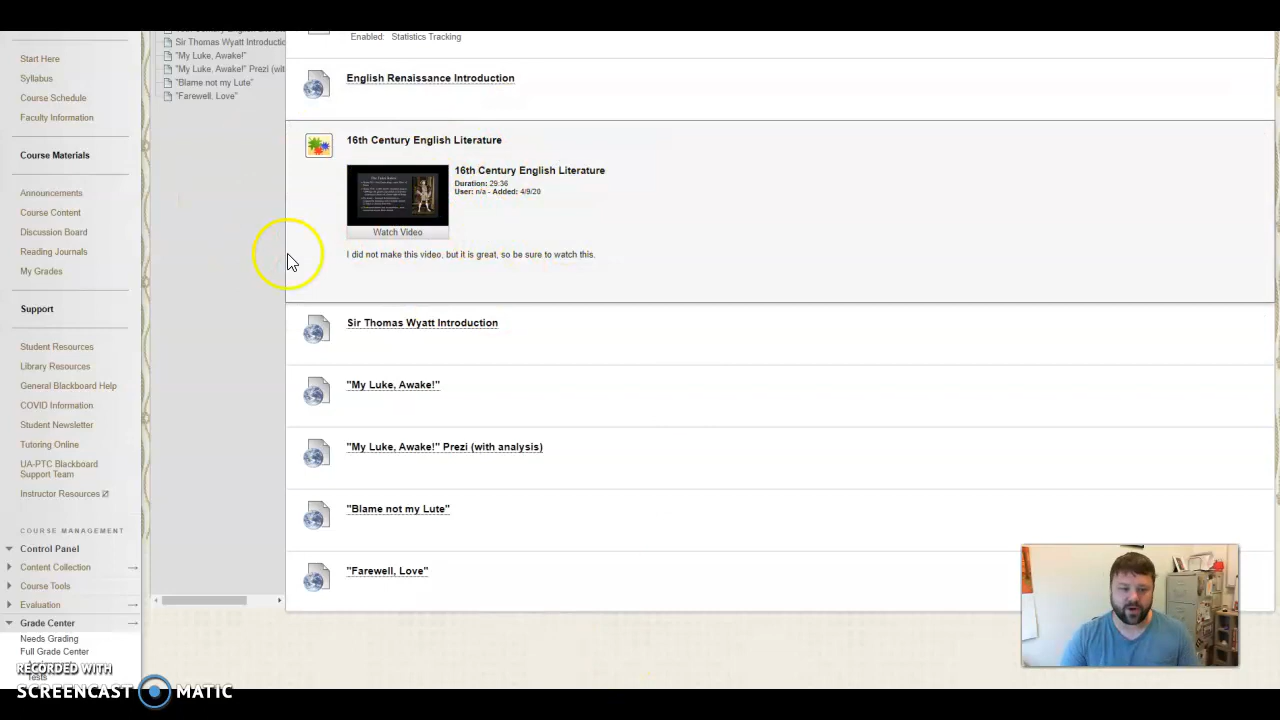 Start Here
Syllabus
Course Schedule
Faculty Information
Course Materials
Announcements
Course Content
Discussion Board
Reading Journals
My Grades
Support
Student Resources
Library Resources
General Blackboard Help
COVID Information
Student Newsletter
Tutoring Online
UA-PTC Blackboard
Support Team
Instructor Resources
COURSE MANAGEMENT
Control Panel
Content Collection
Course Tools
Evaluation
Grade Center
Needs Grading
Full Grade Center
Tests
RECORDED WITH
SCREENCAST MATIC
Sir Thomas Wyatt Introductic
"My Luke, Awake!"
"My Luke, Awake!" Prezi (wit
"Blame not my Lute"
"Farewell, Love"
Enabled: Statistics Tracking
English Renaissance Introduction
16th Century English Literature
16th Century English Literature
Duration: 29:36
User: n/a - Added: 4/9/20
Watch Video
I did not make this video, but it is great, so be sure to watch this.
Sir Thomas Wyatt Introduction
"My Luke, Awake!"
"My Luke, Awake!" Prezi (with analysis)
"Blame not my Lute"
"Farewell, Love"